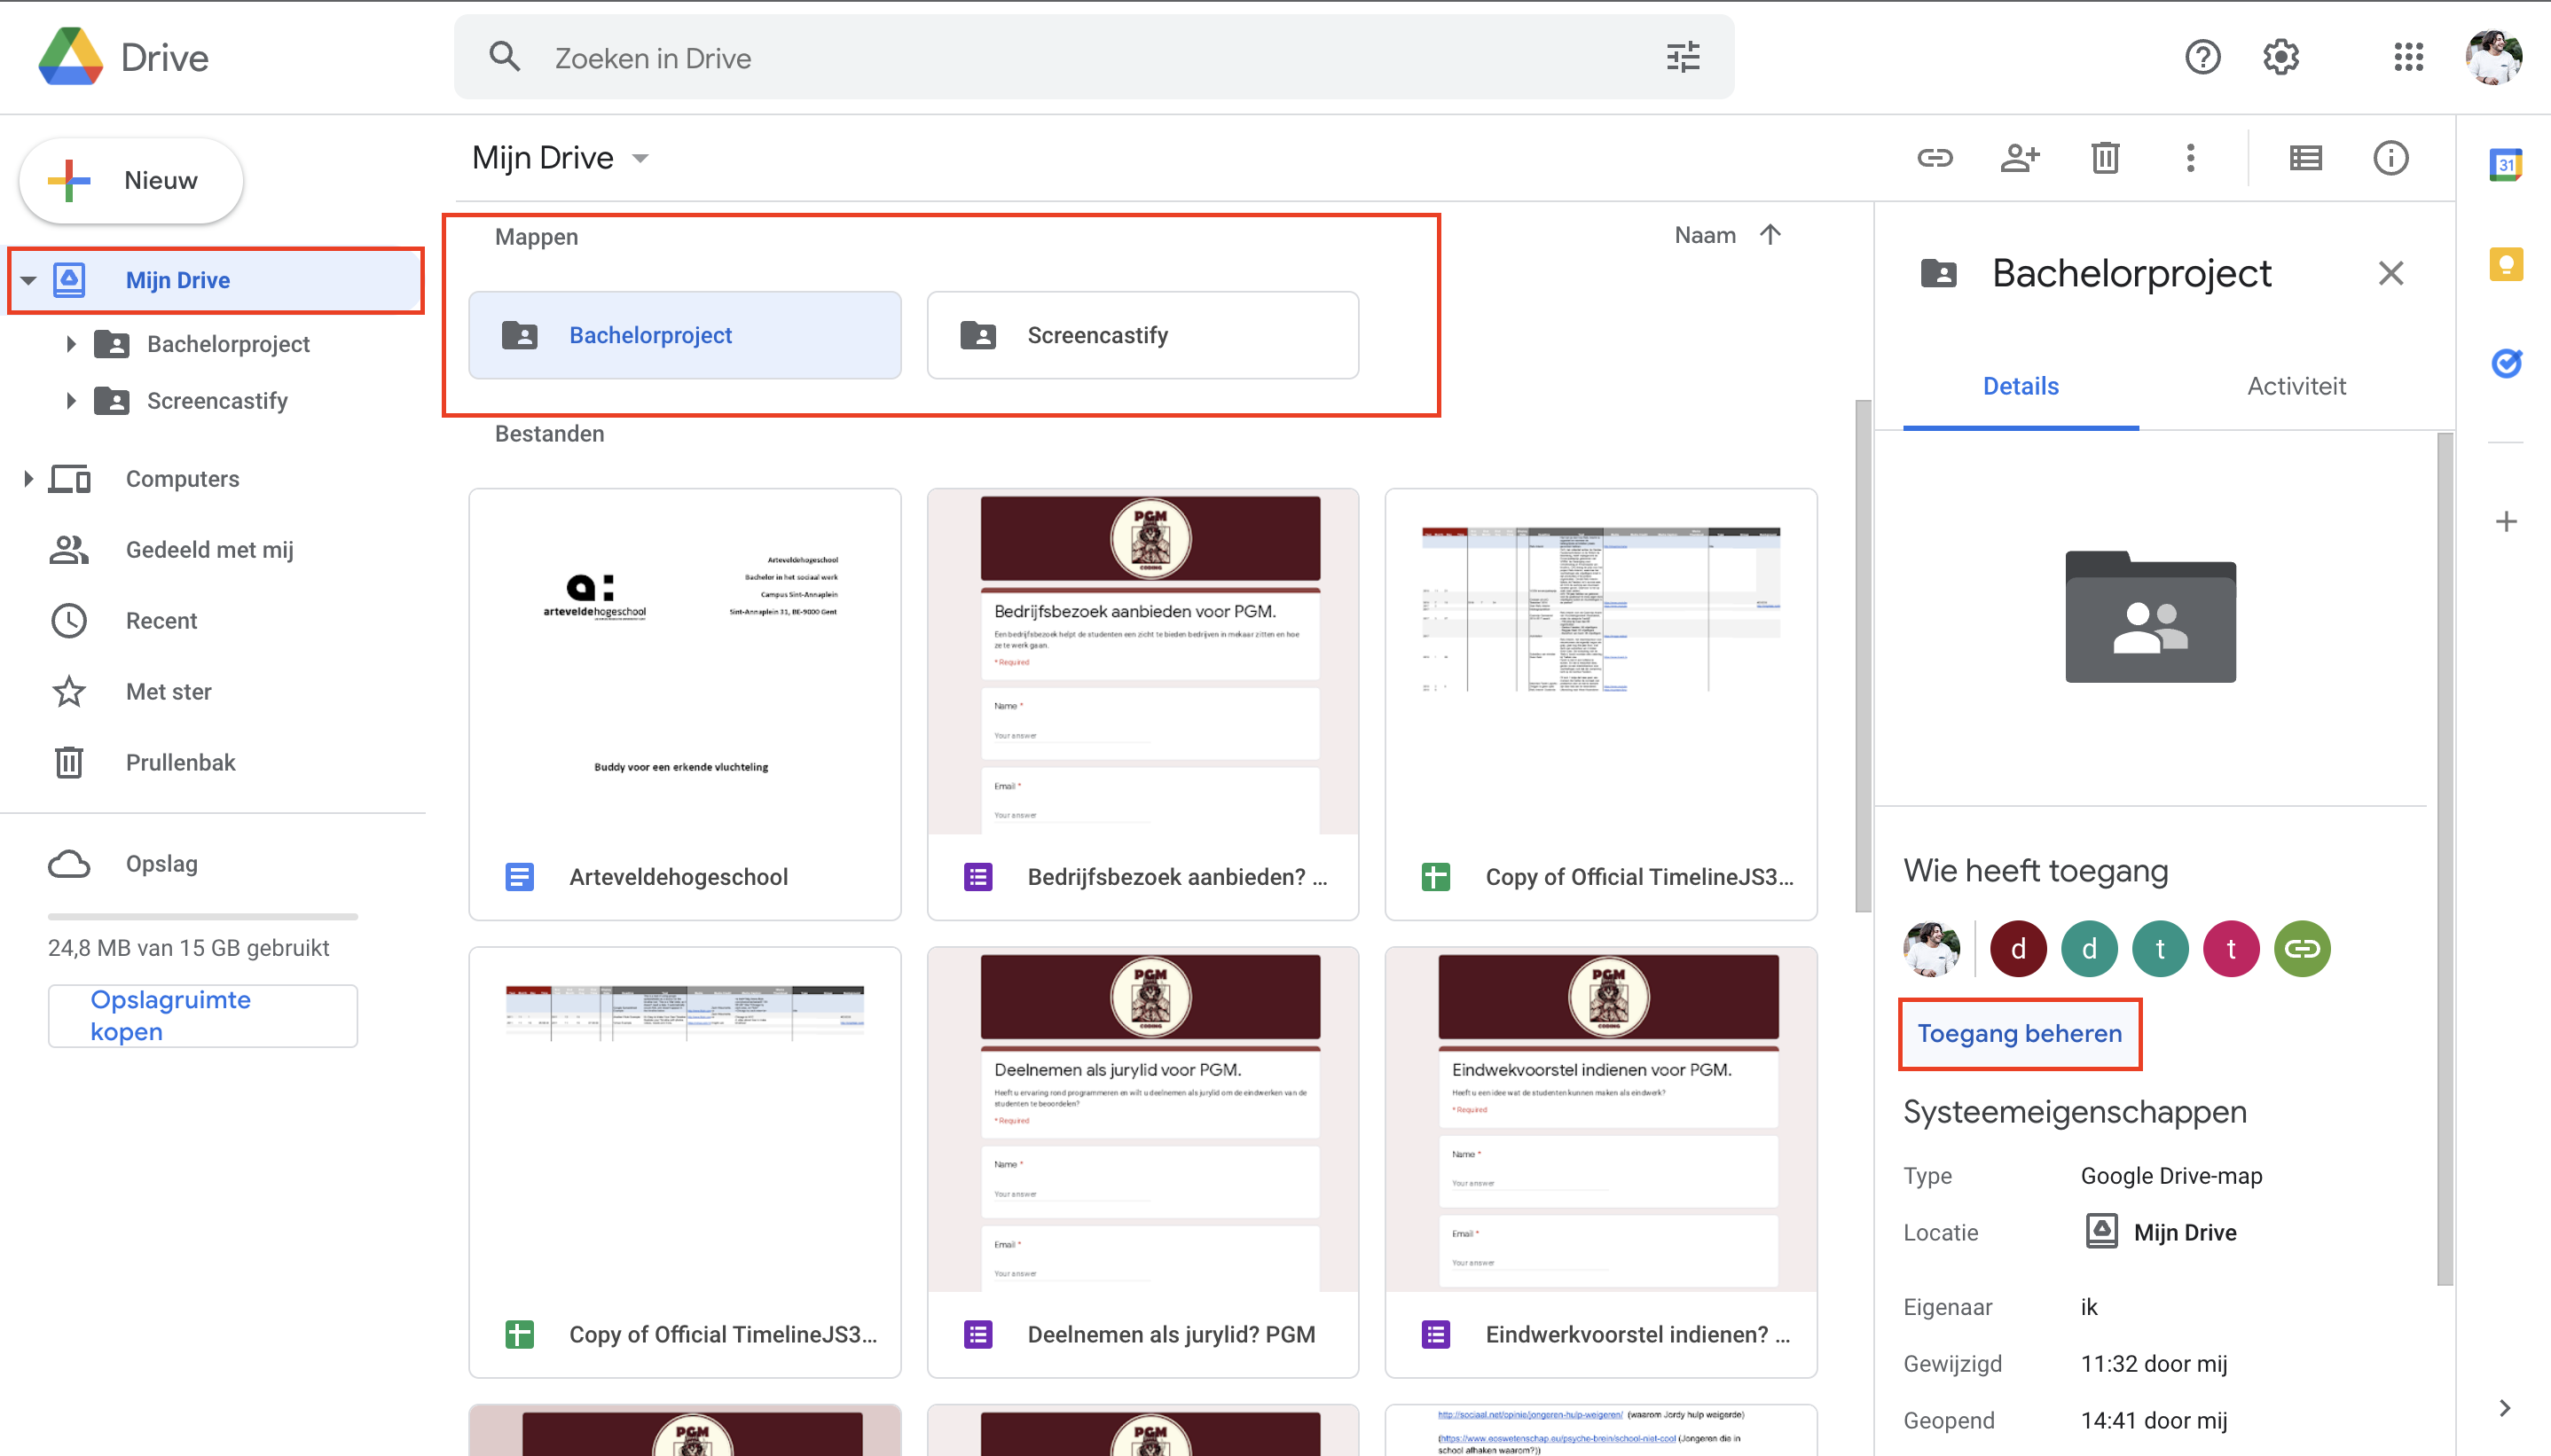 Drive
Zoeken in Drive
Nieuw
Mijn Drive
Bachelorproject
Screencastify
Computers
Gedeeld met mij
Recent
Met ster
Prullenbak
Opslag
24,8 MB van 15 GB gebruikt
Opslagruimte
kopen
Mijn Drive
Mappen
Naam
Bachelorproject
Screencastify
Bestanden
Arteveldehogeschool
Bachelor in het sociaal werk
Campus Sint-Annaplein
Sint-Annaplein 31, BE-9000 Gent
a:
arteveldehogeschool
Buddy voor een erkende vluchteling
Arteveldehogeschool
PGM
CODING
Bedrijfsbezoek aanbieden voor PGM.
Een bedrijfsbezoek helpt de studenten een zicht te bieden bedrijven in mekaar zitten en hoe
ze te werk gaan.
* Required
Name *
Your answer
Email *
Your answer
Bedrijfsbezoek aanbieden? ...
Copy of Official TimelineJS3...
Copy of Official TimelineJS3...
PGM
CODING
Deelnemen als jurylid voor PGM.
Heeft u ervaring rond programmeren en wilt u deelnemen als jurylid om de eindwerken van de
studenten te beoordelen?
* Required
Name *
Your answer
Email *
Your answer
Deelnemen als jurylid? PGM
PGM
CODING
Eindwekvoorstel indienen voor PGM.
Heeft u een idee wat de studenten kunnen maken als eindwerk?
* Required
Name *
Your answer
Email *
Your answer
Eindwerkvoorstel indienen? ...
PGM
PGM
http://sociaal.net/opinie/jongeren-hulp-weigeren/ (waarom Jordy hulp weigerde)
(https://www.eoswetenschap.eu/psyche-brein/school-niet-cool (Jongeren die in
school afhaken waarom?))
Bachelorproject
Details
Activiteit
Wie heeft toegang
d
d
t
t
Toegang beheren
Systeemeigenschappen
Type Google Drive-map
Locatie Mijn Drive
Eigenaar ik
Gewijzigd 11:32 door mij
Geopend 14:41 door mij
31